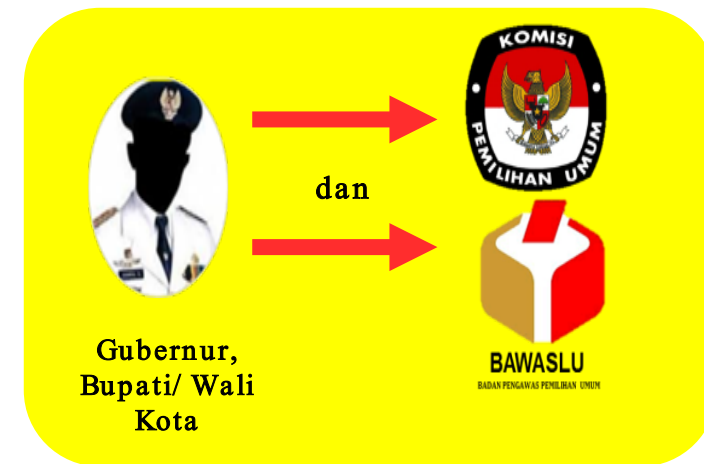 KOMISI
PEMILIHAN UMUM
dan
Gubernur,
Bupati/ Wali
Kota
BAWASLU
BADAN PENGAWAS PEMILIHAN UMUM